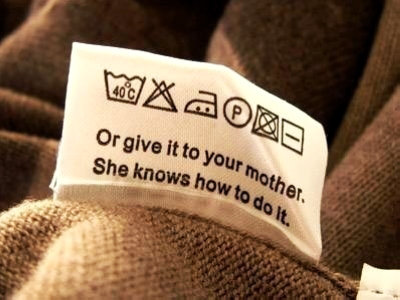 40°C P
Or give it to your mother.
She knows how to do it.